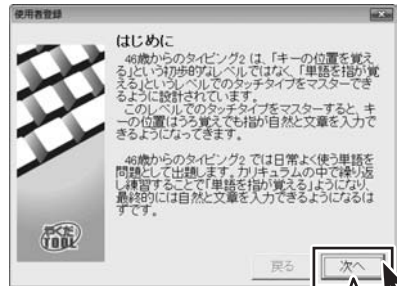 使用者登録
はじめに
46歳からのタイピング2 は、「キーの位置を覚え
る」という初歩的なレベルではなく、「単語を指が覚
える」というレベルでのタッチタイプをマスターでき
るように設計されています。
このレベルでのタッチタイプをマスターすると、キ
ーの位置はうろ覚えでも指が自然と文章を入力で
きるようになってきます。
46歳からのタイピング2 では日常よく使う単語を
問題として出題します。カリキュラムの中で繰り返
し練習することで「単語を指が覚える」ようになり、
最終的には自然と文章を入力できるようになるは
ずです。
やくだ
TOOL
戻る
次へ